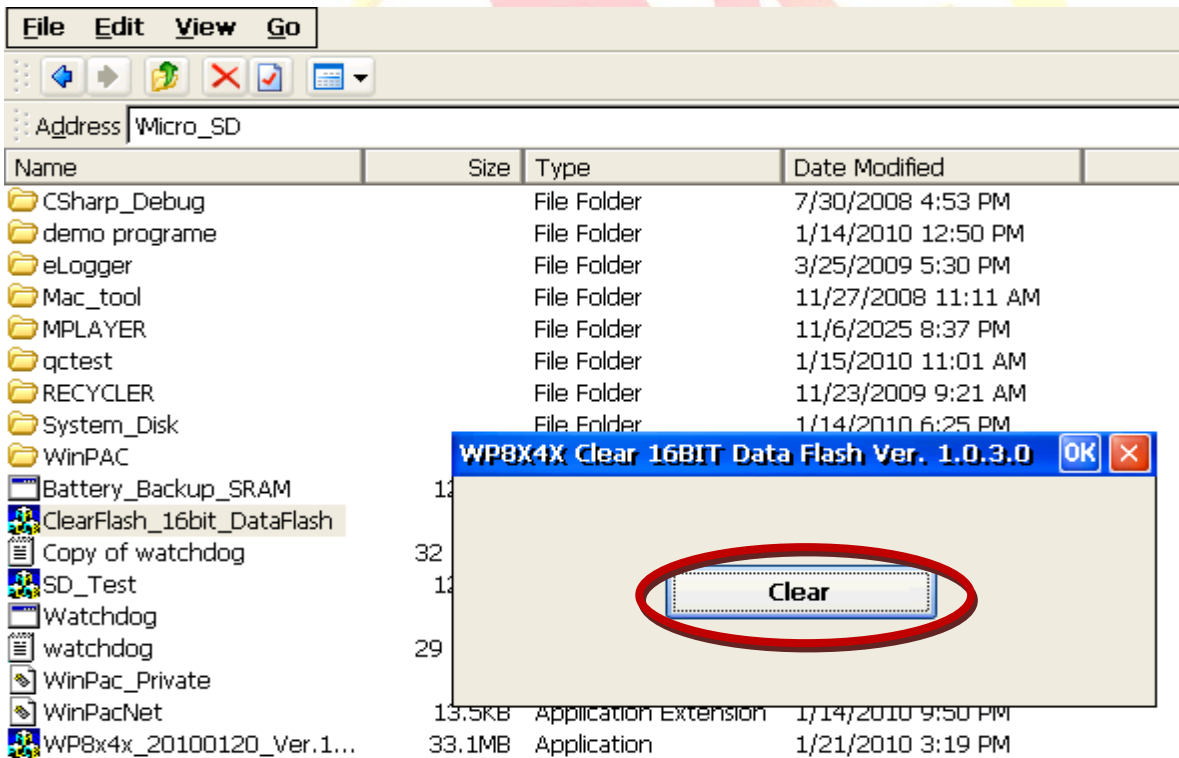 File Edit View Go
Address \Micro_SD
Name Size Type Date Modified
CSharp_Debug File Folder 7/30/2008 4:53 PM
demo programe File Folder 1/14/2010 12:50 PM
eLogger File Folder 3/25/2009 5:30 PM
Mac_tool File Folder 11/27/2008 11:11 AM
MPLAYER File Folder 11/6/2025 8:37 PM
qctest File Folder 1/15/2010 11:01 AM
RECYCLER File Folder 11/23/2009 9:21 AM
System_Disk File Folder 1/14/2010 6:25 PM
WinPAC WP8X4X Clear 16BIT Data Flash Ver. 1.0.3.0 OK
Battery_Backup_SRAM 12
ClearFlash_16bit_DataFlash
Copy of watchdog 32
SD_Test 12
Clear
Watchdog
watchdog 29
WinPac_Private
WinPacNet 13.5KB Application Extension 1/14/2010 9:50 PM
WP8x4x_20100120_Ver.1... 33.1MB Application 1/21/2010 3:19 PM